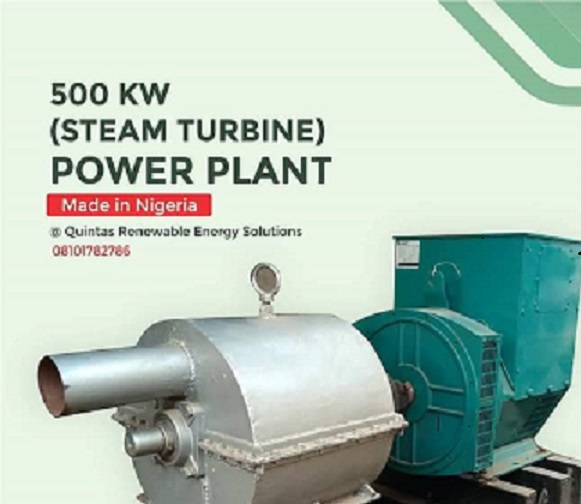 500 KW
(STEAM TURBINE)
POWER PLANT
Made in Nigeria
@ Quintas Renewable Energy Solutions
08101782786